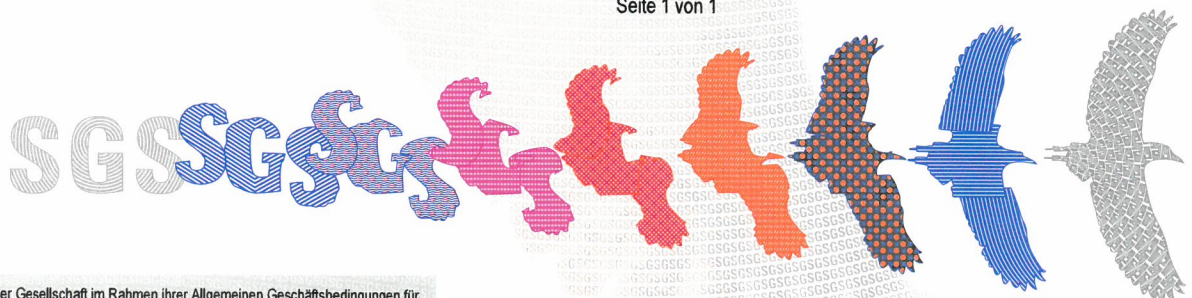 Seite 1 von 1
SGS SGS SGS
er Gesellschaft im Rahmen ihrer Allgemeinen Geschäftsbedingungen für